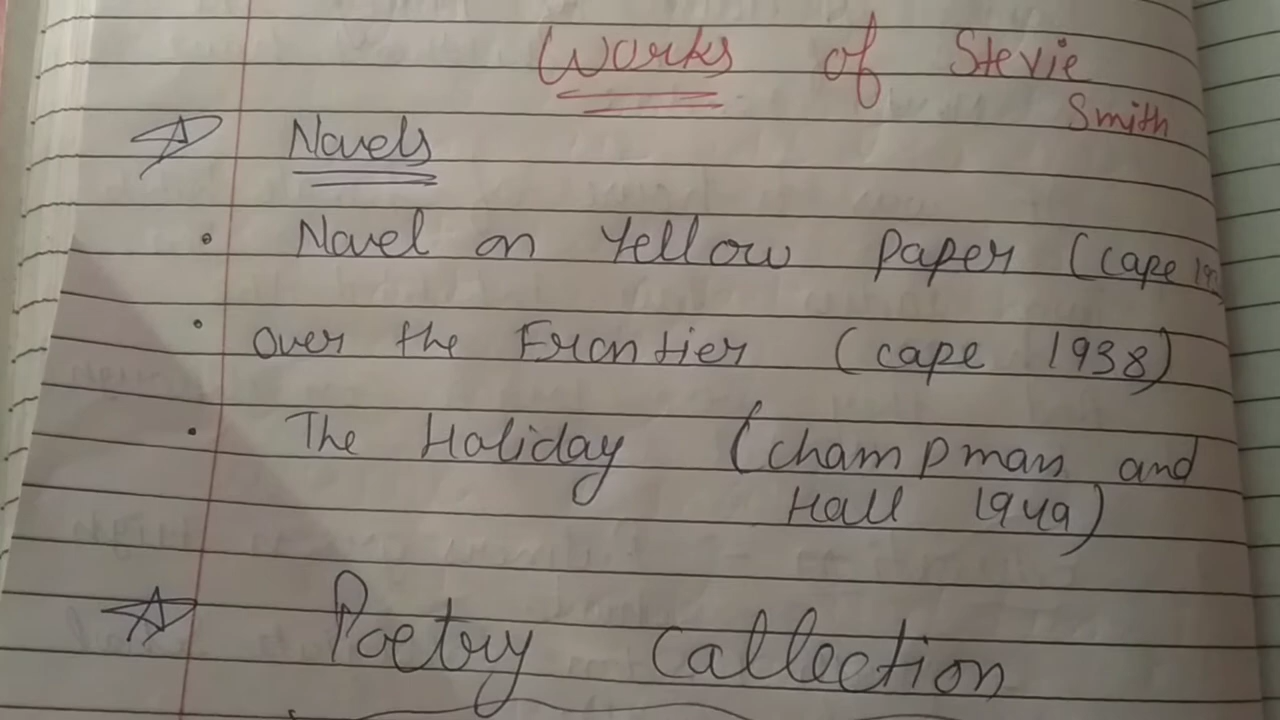 Works of Stevie
Smith
Novels
Novel on Yellow Paper (Cape
Over the Frontier (Cape 1938)
The Holiday (Champman and
Hall 1949)
Poetry Collection